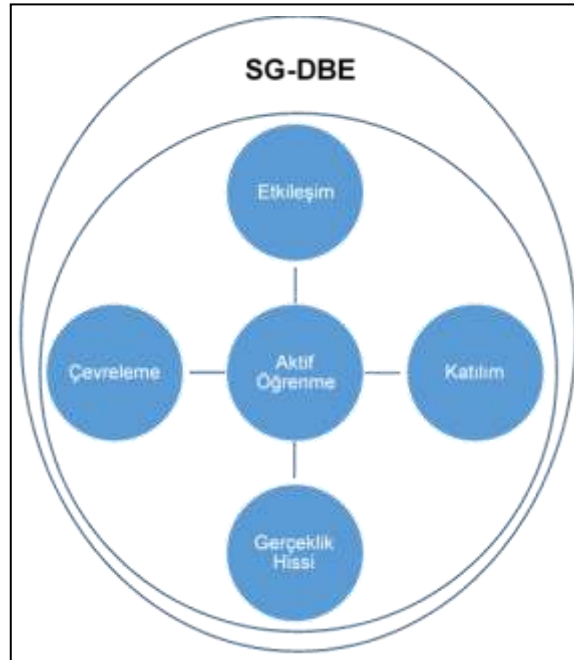 SG-DBE
Etkileşim
Çevreleme
Aktif
Öğrenme
Katılım
Gerçeklik
Hissi